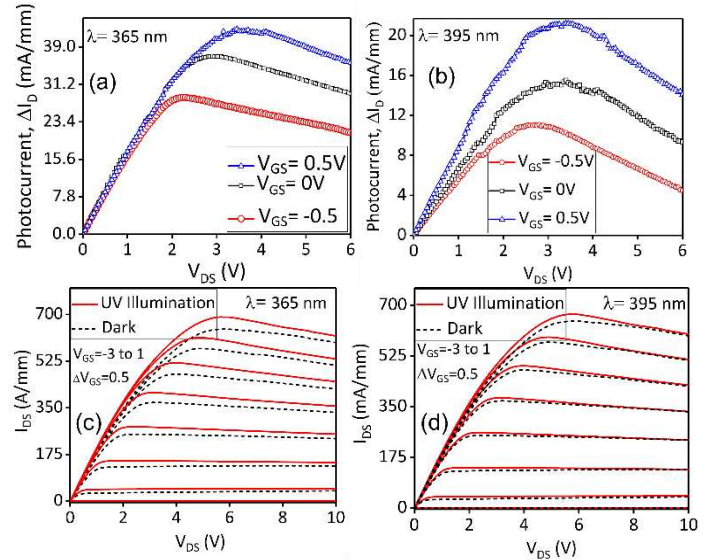 Photocurrent, ΔI_D (mA/mm)
39.0
31.2
23.4
15.6
7.8
0.0
λ= 365 nm
(a)
V_GS= 0.5V
V_GS= 0V
V_GS= -0.5
0 1 2 3 4 5 6
V_DS (V)
Photocurrent, ΔI_D (mA/mm)
20
16
12
8
4
0
λ= 395 nm
(b)
V_GS= -0.5V
V_GS= 0V
V_GS= 0.5V
0 1 2 3 4 5 6
V_DS (V)
I_DS (A/mm)
700
525
350
175
0
UV Illumination
Dark
λ= 365 nm
V_GS=-3 to 1
ΔV_GS=0.5
(c)
0 2 4 6 8 10
V_DS (V)
I_DS (mA/mm)
700
525
350
175
0
UV Illumination
Dark
λ= 395 nm
V_GS=-3 to 1
ΔV_GS=0.5
(d)
0 2 4 6 8 10
V_DS (V)